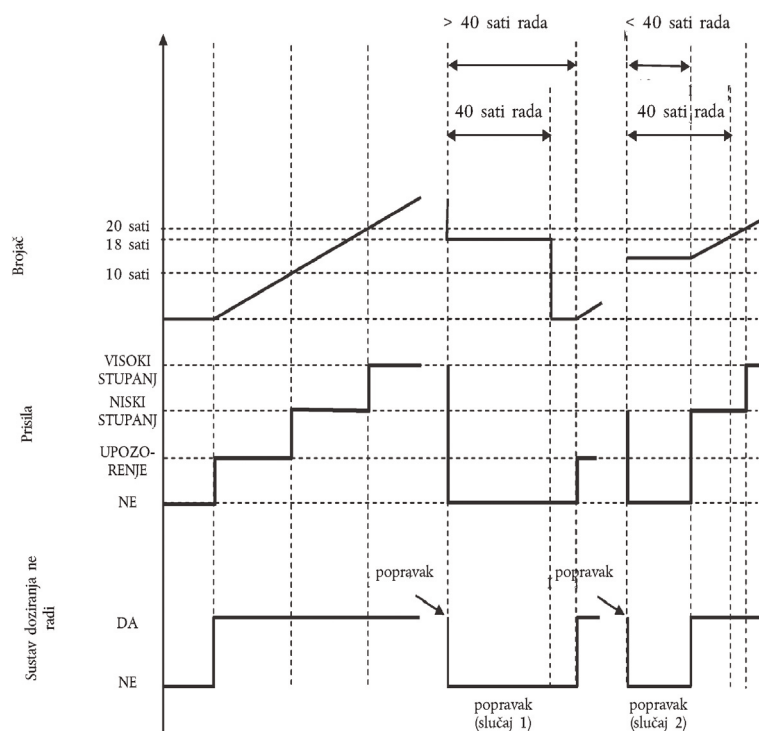 > 40 sati rada
< 40 sati rada
40 sati rada
40 sati rada
Brojač
20 sati
18 sati
10 sati
Prisila
VISOKI
STUPANJ
NISKI
STUPANJ
UPOZO-
RENJE
NE
Sustav doziranja ne
radi
popravak
popravak
DA
NE
popravak
(slučaj 1)
popravak
(slučaj 2)